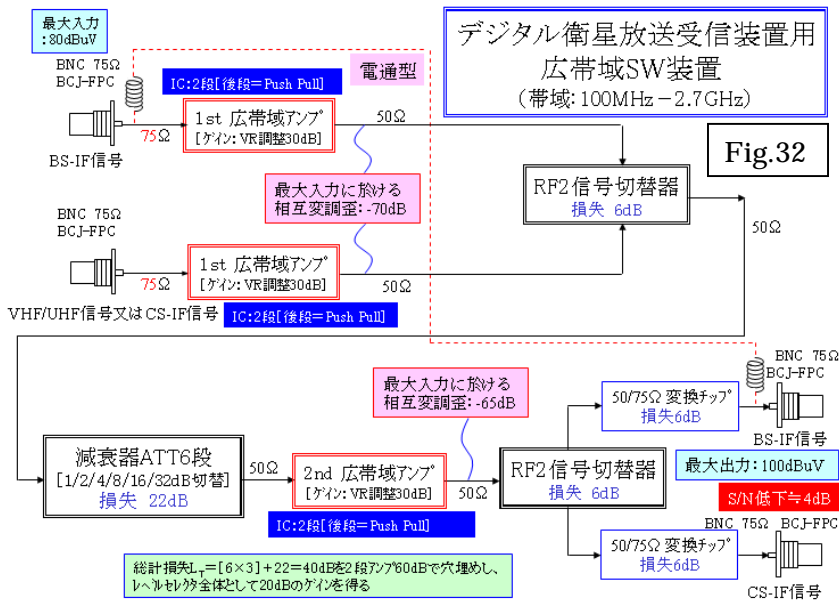 最大入力
:80dBuV
デジタル衛星放送受信装置用
広帯域SW装置
(帯域:100MHz－2.7GHz)
Fig.32
BNC 75Ω
BCJ-FPC
電通型
IC:2段[後段=Push Pull]
1st 広帯域アンプ
[ゲイン:VR調整30dB]
75Ω
50Ω
BS-IF信号
最大入力に於ける
相互変調歪:-70dB
RF2信号切替器
損失 6dB
50Ω
BNC 75Ω
BCJ-FPC
1st 広帯域アンプ
[ゲイン:VR調整30dB]
75Ω
50Ω
VHF/UHF信号又はCS-IF信号
IC:2段[後段=Push Pull]
最大入力に於ける
相互変調歪:-65dB
BNC 75Ω
BCJ-FPC
50/75Ω 変換チップ
損失6dB
BS-IF信号
減衰器ATT6段
[1/2/4/8/16/32dB切替]
損失 22dB
50Ω
2nd 広帯域アンプ
[ゲイン:VR調整30dB]
50Ω
RF2信号切替器
損失 6dB
最大出力:100dBuV
S/N低下≒4dB
IC:2段[後段=Push Pull]
BNC 75Ω BCJ-FPC
50/75Ω 変換チップ
損失6dB
CS-IF信号
総計損失LT=[6×3]+22=40dBを2段アンプ60dBで穴埋めし、
レベルセレクタ全体として20dBのゲインを得る